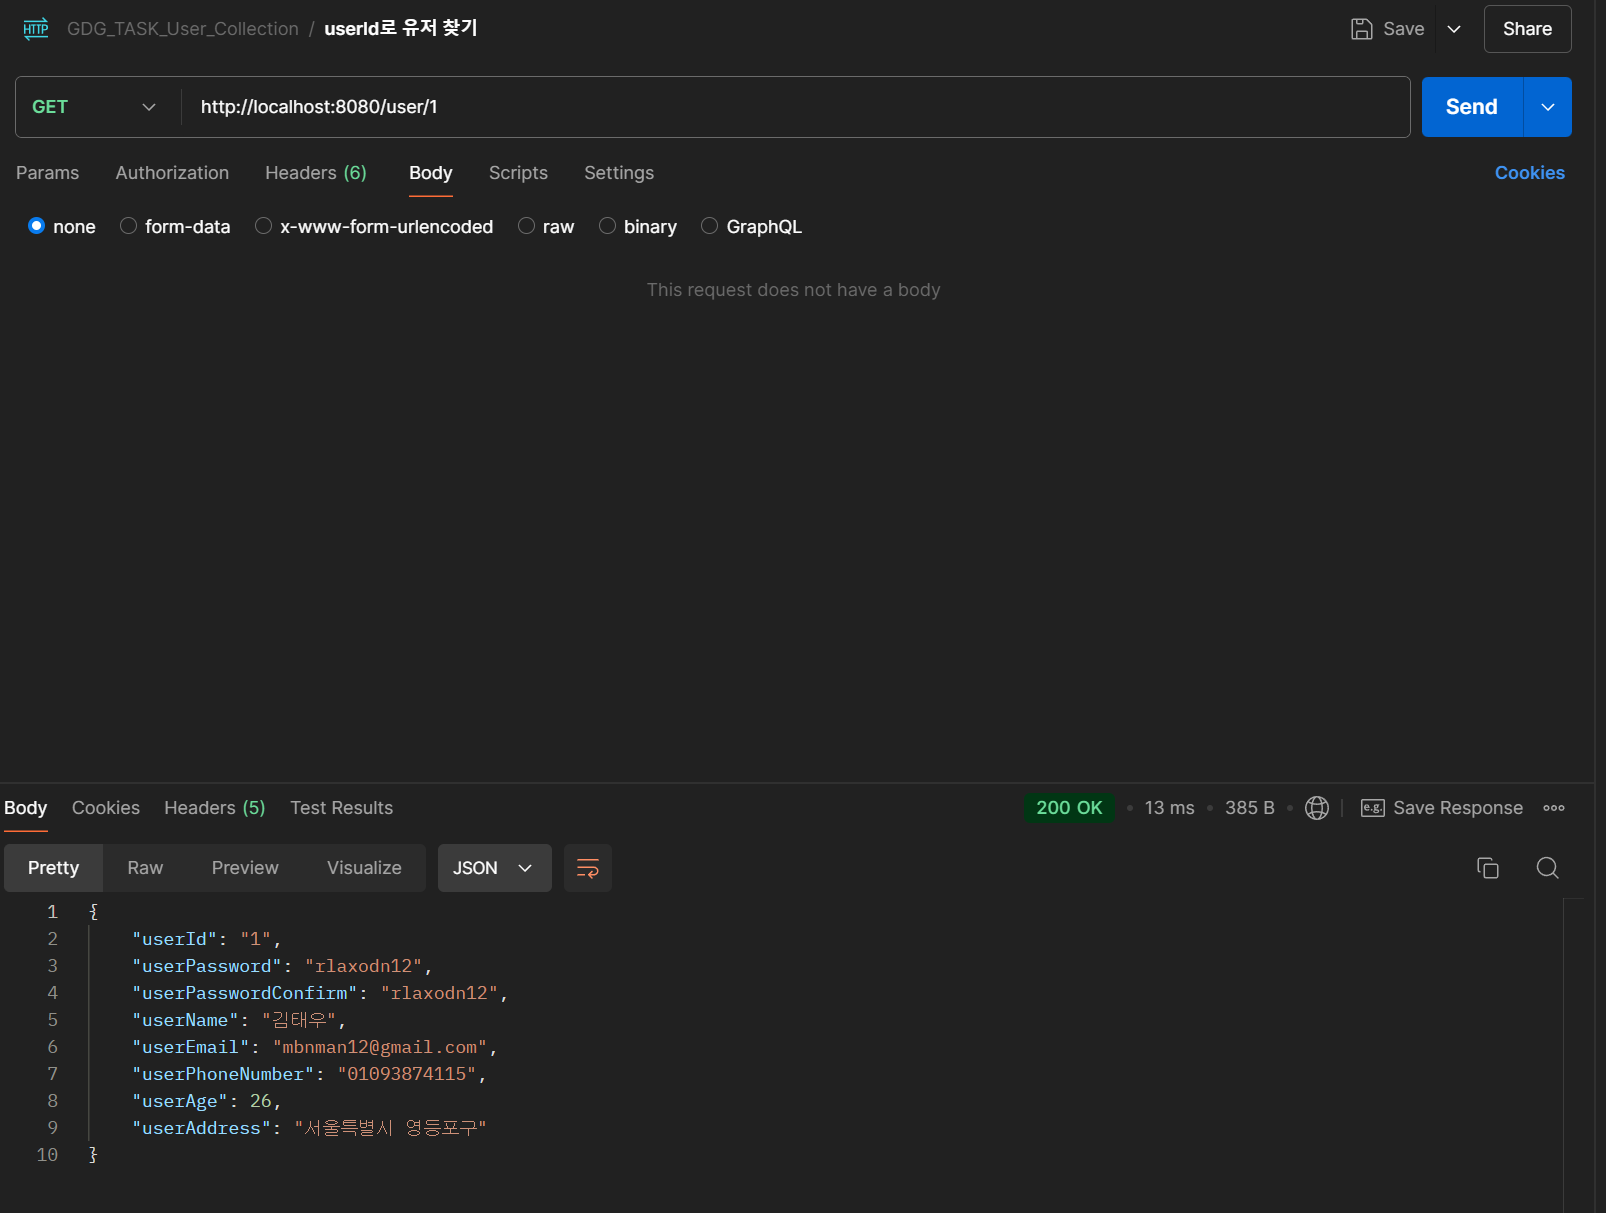 HTTP GDG_TASK_User_Collection / userId로 유저 찾기 Save Share
GET http://localhost:8080/user/1 Send
Params Authorization Headers (6) Body Scripts Settings Cookies
none form-data x-www-form-urlencoded raw binary GraphQL
This request does not have a body
Body Cookies Headers (5) Test Results 200 OK • 13 ms • 385 B • e.g. Save Response
Pretty Raw Preview Visualize JSON
1 {
2 "userId": "1",
3 "userPassword": "rlaxodn12",
4 "userPasswordConfirm": "rlaxodn12",
5 "userName": "김태우",
6 "userEmail": "mbnman12@gmail.com",
7 "userPhoneNumber": "01093874115",
8 "userAge": 26,
9 "userAddress": "서울특별시 영등포구"
10 }